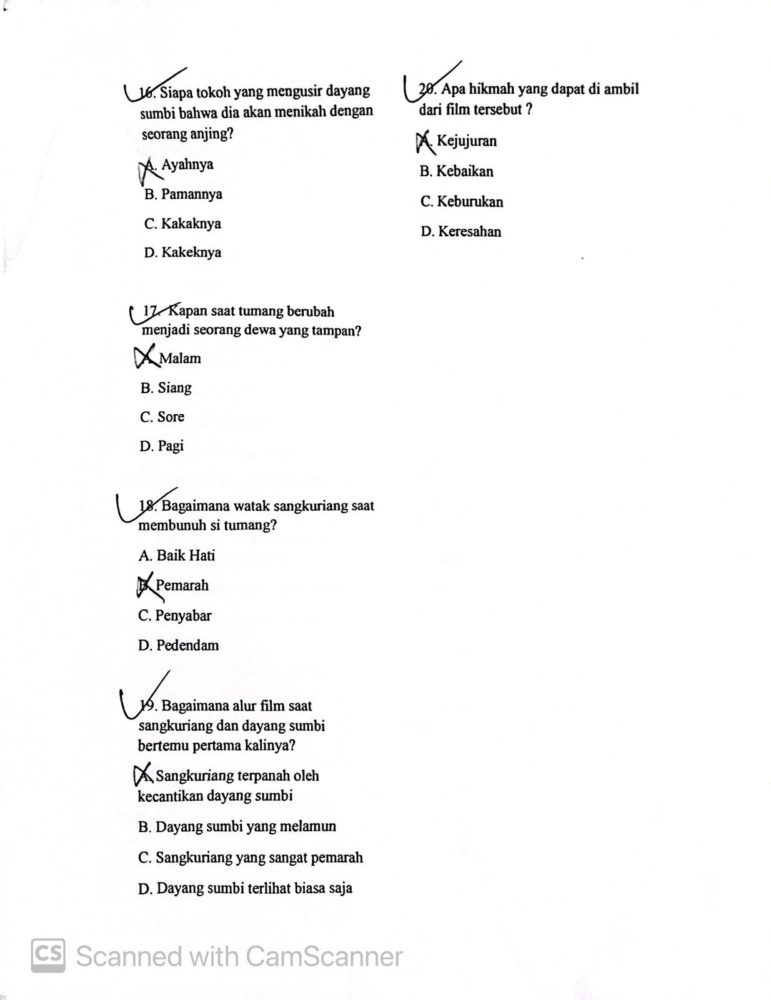 16. Siapa tokoh yang mengusir dayang
sumbi bahwa dia akan menikah dengan
seorang anjing?
A. Ayahnya
B. Pamannya
C. Kakaknya
D. Kakeknya
17. Kapan saat tumang berubah
menjadi seorang dewa yang tampan?
A Malam
B. Siang
C. Sore
D. Pagi
18. Bagaimana watak sangkuriang saat
membunuh si tumang?
A. Baik Hati
B. Pemarah
C. Penyabar
D. Pedendam
19. Bagaimana alur film saat
sangkuriang dan dayang sumbi
bertemu pertama kalinya?
A. Sangkuriang terpanah oleh
kecantikan dayang sumbi
B. Dayang sumbi yang melamun
C. Sangkuriang yang sangat pemarah
D. Dayang sumbi terlihat biasa saja
20. Apa hikmah yang dapat di ambil
dari film tersebut ?
A. Kejujuran
B. Kebaikan
C. Keburukan
D. Keresahan
CS Scanned with CamScanner